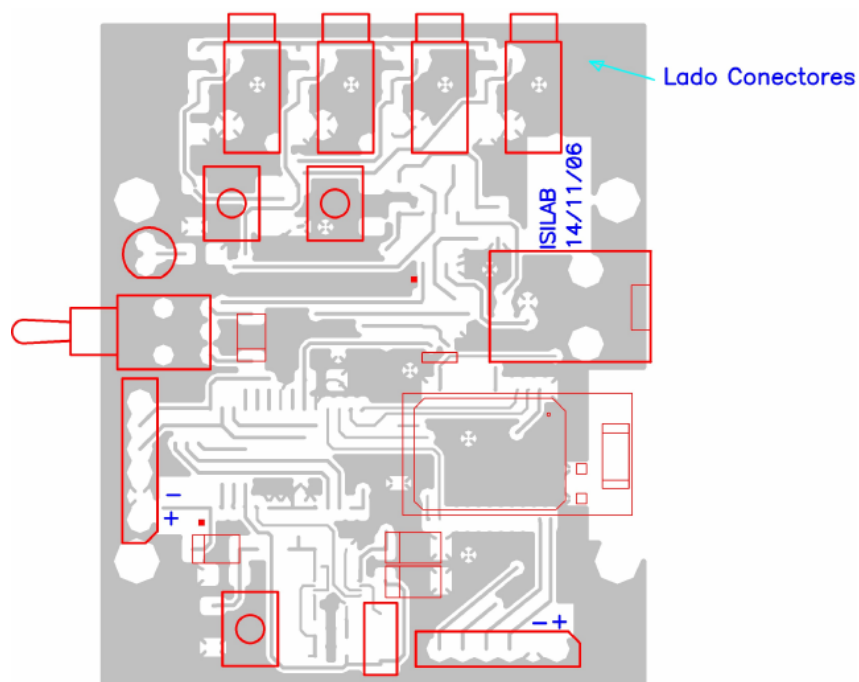 Lado Conectores
ISILAB
14/11/06
-
+
-+